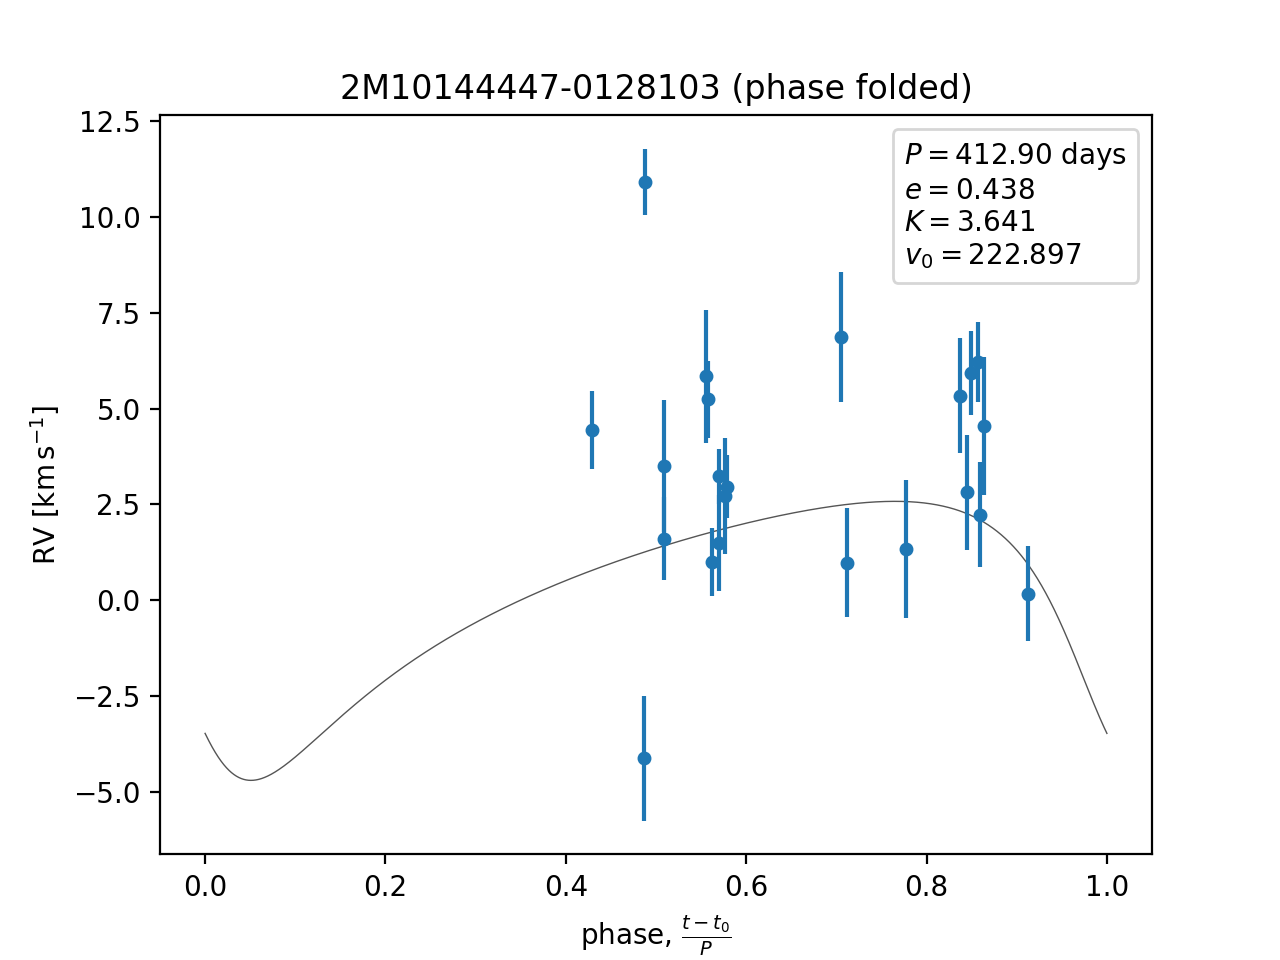 2M10144447-0128103 (phase folded)
P = 412.90 days
e = 0.438
K = 3.641
v₀ = 222.897
12.5
10.0
7.5
5.0
2.5
0.0
−2.5
−5.0
RV [km s⁻¹]
0.0 0.2 0.4 0.6 0.8 1.0
phase, (t − t₀)/P